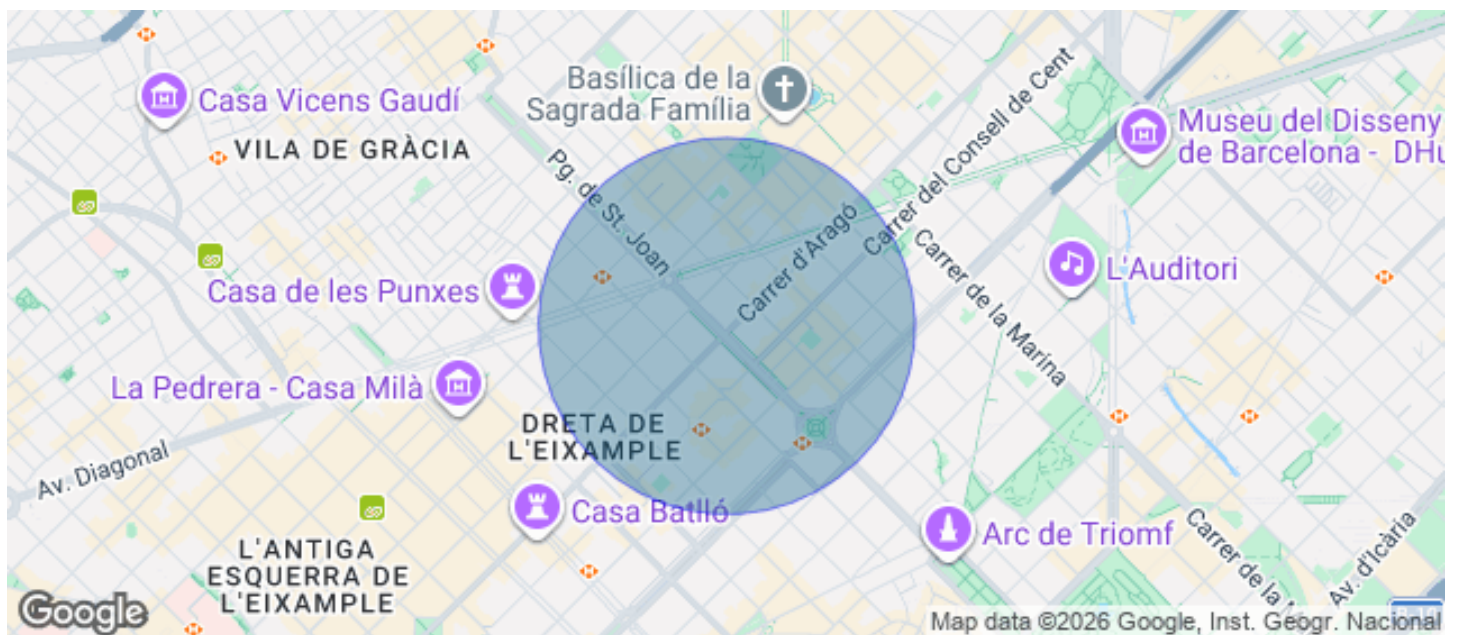 Basílica de la
Sagrada Família
Casa Vicens Gaudí
VILA DE GRÀCIA
Pg. de St. Joan
Carrer del Consell de Cent
Museu del Disseny
de Barcelona - DHu
Carrer d'Aragó
L'Auditori
Casa de les Punxes
Carrer de la Marina
La Pedrera - Casa Milà
DRETA DE
L'EIXAMPLE
Av. Diagonal
Casa Batlló
Arc de Triomf
L'ANTIGA
ESQUERRA DE
L'EIXAMPLE
Carrer de la
Av. d'Icària
Google
Map data ©2026 Google, Inst. Geogr. Nacional